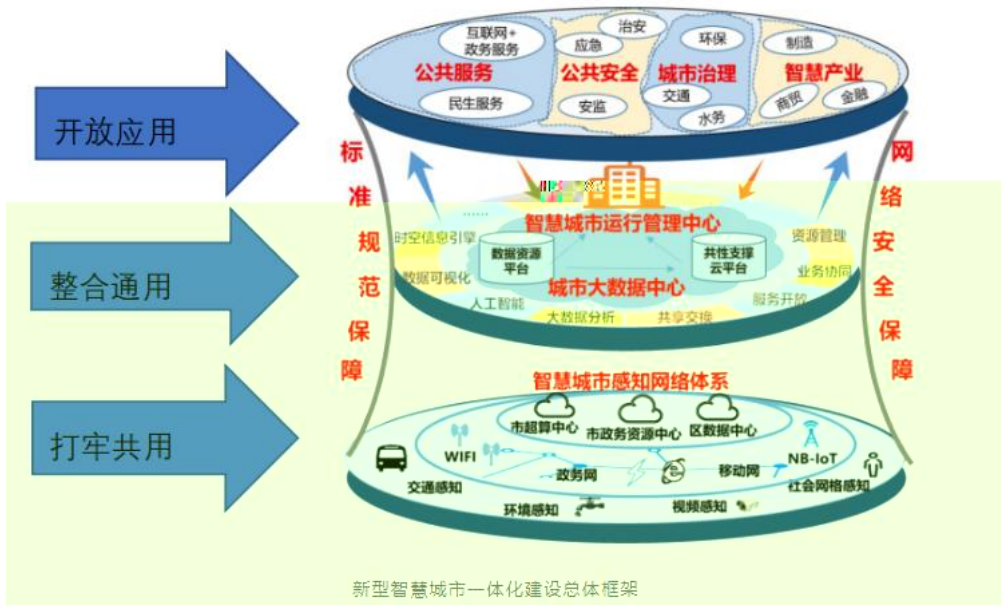 互联网+
政务服务
应急
治安
环保
制造
公共服务
公共安全
城市治理
智慧产业
民生服务
安监
交通
水务
商贸
金融
开放应用
标准规范保障
网络安全保障
……
智慧城市运行管理中心
时空信息引擎
数据资源
平台
共性支撑
云平台
资源管理
整合通用
数据可视化
业务协同
城市大数据中心
人工智能
服务开放
大数据分析
共享交换
智慧城市感知网络体系
市超算中心
市政务资源中心
区数据中心
打牢共用
WIFI
政务网
移动网
NB-IoT
交通感知
社会网格感知
环境感知
视频感知
新型智慧城市一体化建设总体框架